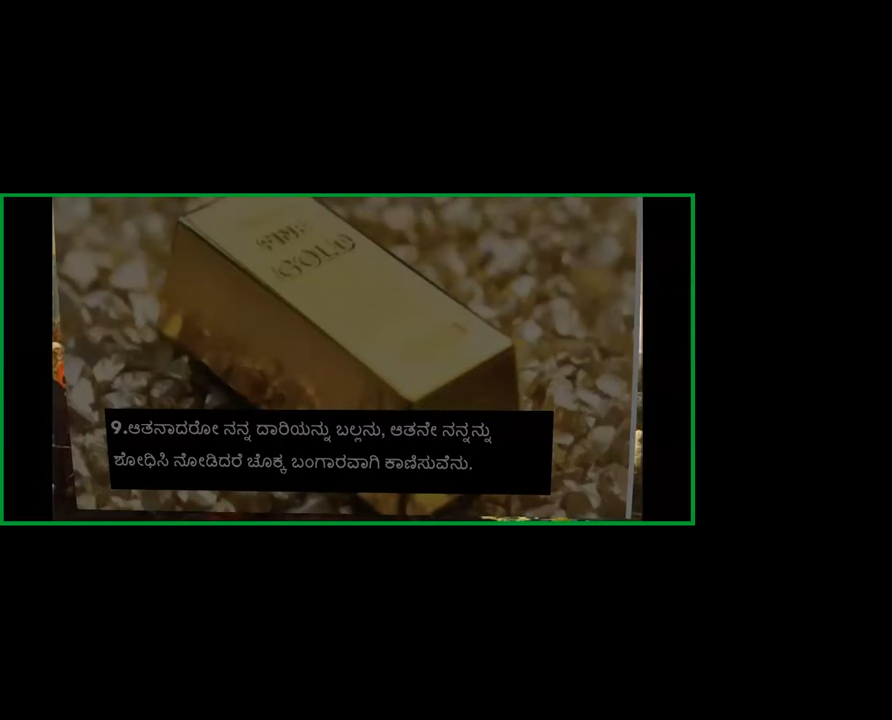 FINE
GOLD
9.ಆತನಾದರೋ ನನ್ನ ದಾರಿಯನ್ನು ಬಲ್ಲನು, ಆತನೇ ನನ್ನನ್ನು
ಶೋಧಿಸಿ ನೋಡಿದರೆ ಚೊಕ್ಕ ಬಂಗಾರವಾಗಿ ಕಾಣಿಸುವೆನು.